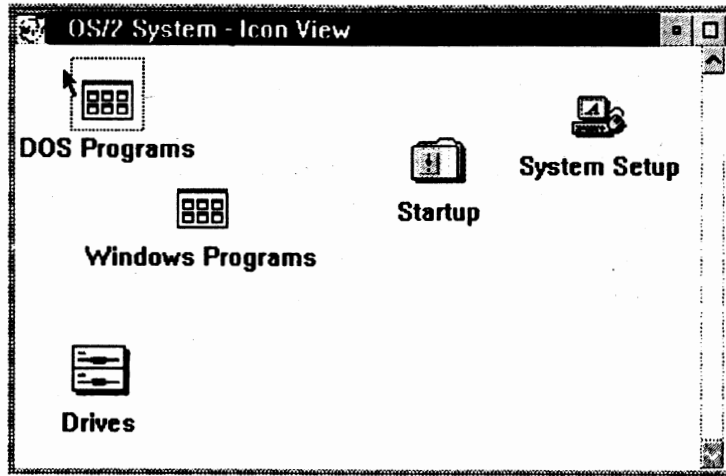 OS/2 System - Icon View
DOS Programs
System Setup
Startup
Windows Programs
Drives